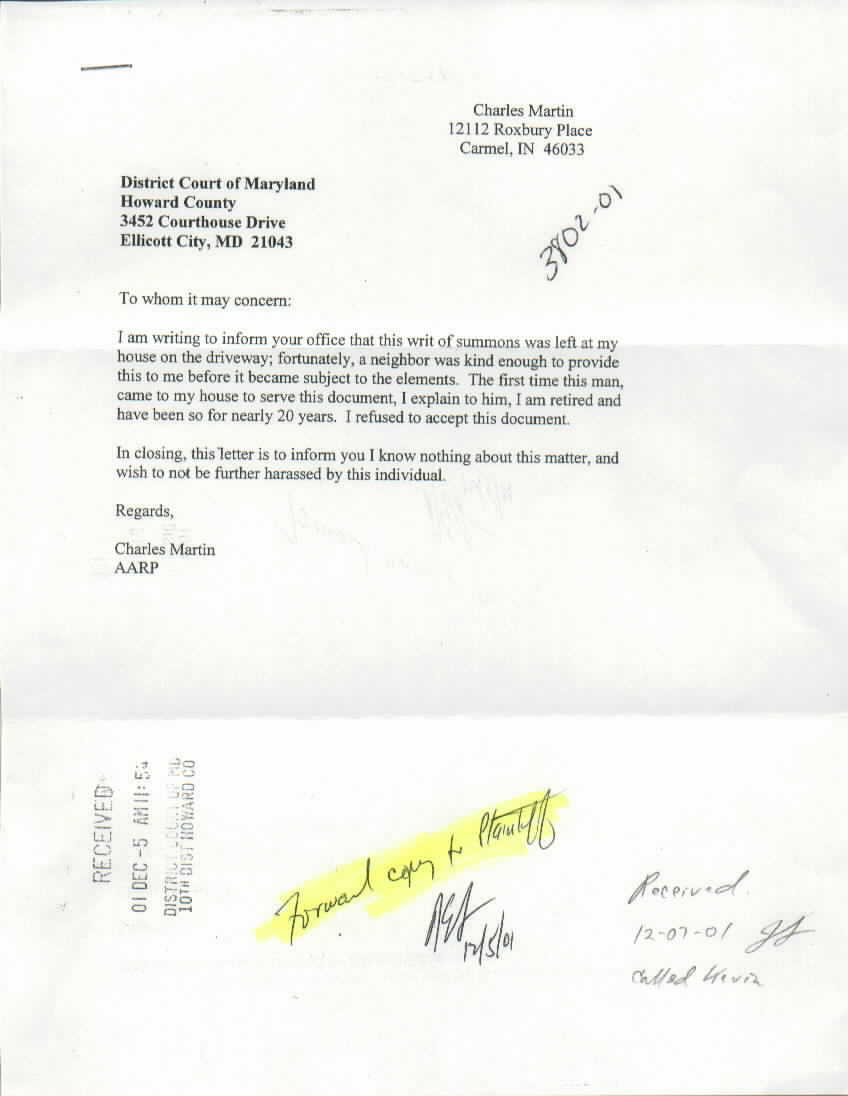 Charles Martin
12112 Roxbury Place
Carmel, IN 46033
District Court of Maryland
Howard County
3452 Courthouse Drive
Ellicott City, MD 21043
3802-01
To whom it may concern:
I am writing to inform your office that this writ of summons was left at my
house on the driveway; fortunately, a neighbor was kind enough to provide
this to me before it became subject to the elements. The first time this man,
came to my house to serve this document, I explain to him, I am retired and
have been so for nearly 20 years. I refused to accept this document.
In closing, this letter is to inform you I know nothing about this matter, and
wish to not be further harassed by this individual.
Regards,
Charles Martin
AARP
RECEIVED
01 DEC -5 AM 11: 54
DISTRICT COURT OF MD
10TH DIST HOWARD CO
Forward copy to Plaintiff
12/5/01
Received
12-07-01
Called Kevin